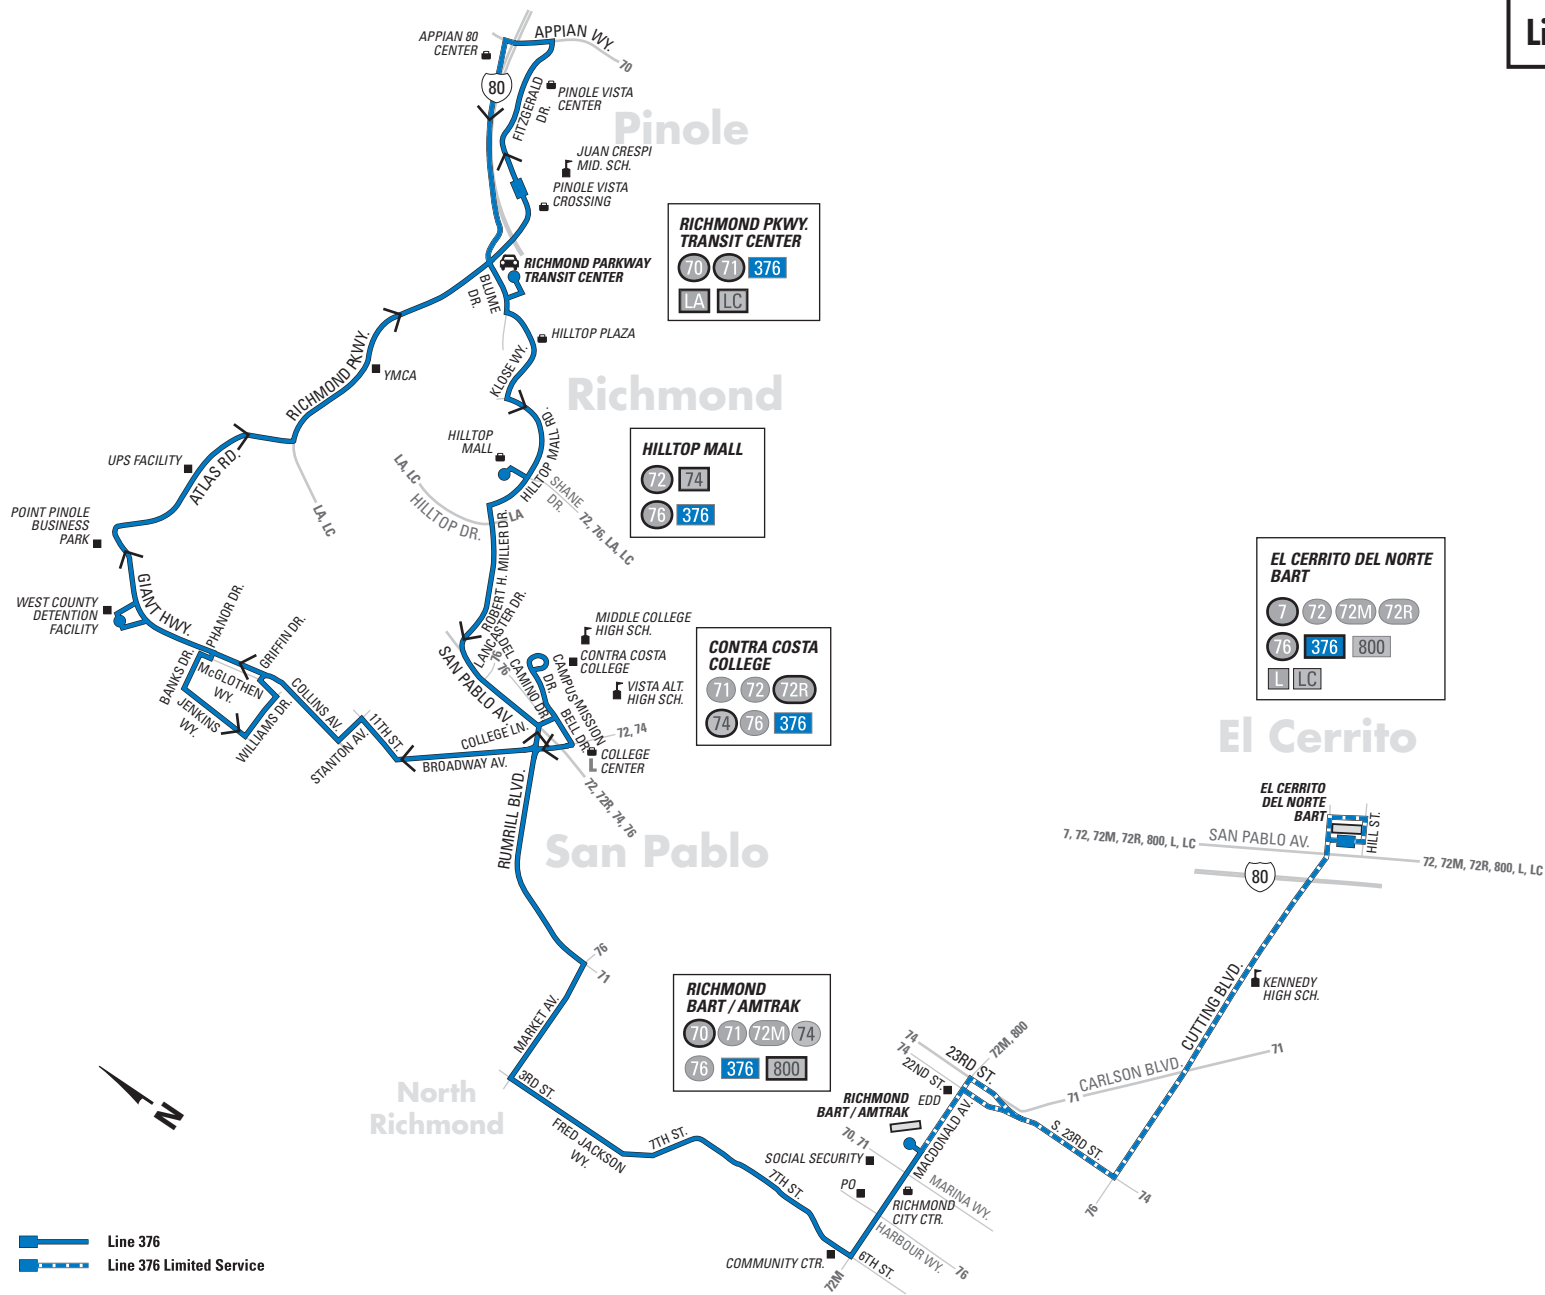 Li
APPIAN 80
CENTER
APPIAN WY.
70
80
FITZGERALD
DR.
PINOLE VISTA
CENTER
Pinole
JUAN CRESPI
MID. SCH.
PINOLE VISTA
CROSSING
RICHMOND PKWY.
TRANSIT CENTER
70 71 376
LA LC
RICHMOND PARKWAY
TRANSIT CENTER
BLUME
DR.
HILLTOP PLAZA
RICHMOND PKWY.
YMCA
KLOSE WY.
Richmond
HILLTOP
MALL
HILLTOP MALL RD.
HILLTOP MALL
72 74
76 376
UPS FACILITY
ATLAS RD.
LA, LC
LA, LC
HILLTOP DR.
LA
SHANE
DR.
72, 76, LA, LC
POINT PINOLE
BUSINESS
PARK
ROBERT H. MILLER DR.
EL CERRITO DEL NORTE
BART
7 72 72M 72R
76 376 800
L LC
WEST COUNTY
DETENTION
FACILITY
GIANT HWY.
PHANOR DR.
GRIFFIN DR.
BANKS DR.
McGLOTHEN
WY.
JENKINS
WY.
WILLIAMS DR.
COLLINS AV.
STANTON AV.
11TH ST.
LANCASTER DR.
76
76
SAN PABLO AV.
DEL CAMINO DR.
MIDDLE COLLEGE
HIGH SCH.
CONTRA COSTA
COLLEGE
VISTA ALT.
HIGH SCH.
CAMPUS
DR.
MISSION
BELL DR.
CONTRA COSTA
COLLEGE
71 72 72R
74 76 376
72, 74
COLLEGE LN.
BROADWAY AV.
COLLEGE
CENTER
72, 72R, 74, 76
El Cerrito
RUMRILL BLVD.
San Pablo
EL CERRITO
DEL NORTE
BART
HILL ST.
7, 72, 72M, 72R, 800, L, LC
SAN PABLO AV.
72, 72M, 72R, 800, L, LC
80
76
71
MARKET AV.
RICHMOND
BART / AMTRAK
70 71 72M 74
76 376 800
KENNEDY
HIGH SCH.
CUTTING BLVD.
74
74
23RD ST.
22ND ST.
72M, 800
EDD
CARLSON BLVD.
71
71
N
3RD ST.
North
Richmond
FRED JACKSON
WY.
7TH ST.
7TH ST.
RICHMOND
BART / AMTRAK
70, 71
MACDONALD AV.
S. 23RD ST.
SOCIAL SECURITY
PO
MARINA WY.
RICHMOND
CITY CTR.
HARBOUR WY.
76
74
76
COMMUNITY CTR.
6TH ST.
72M
Line 376
Line 376 Limited Service